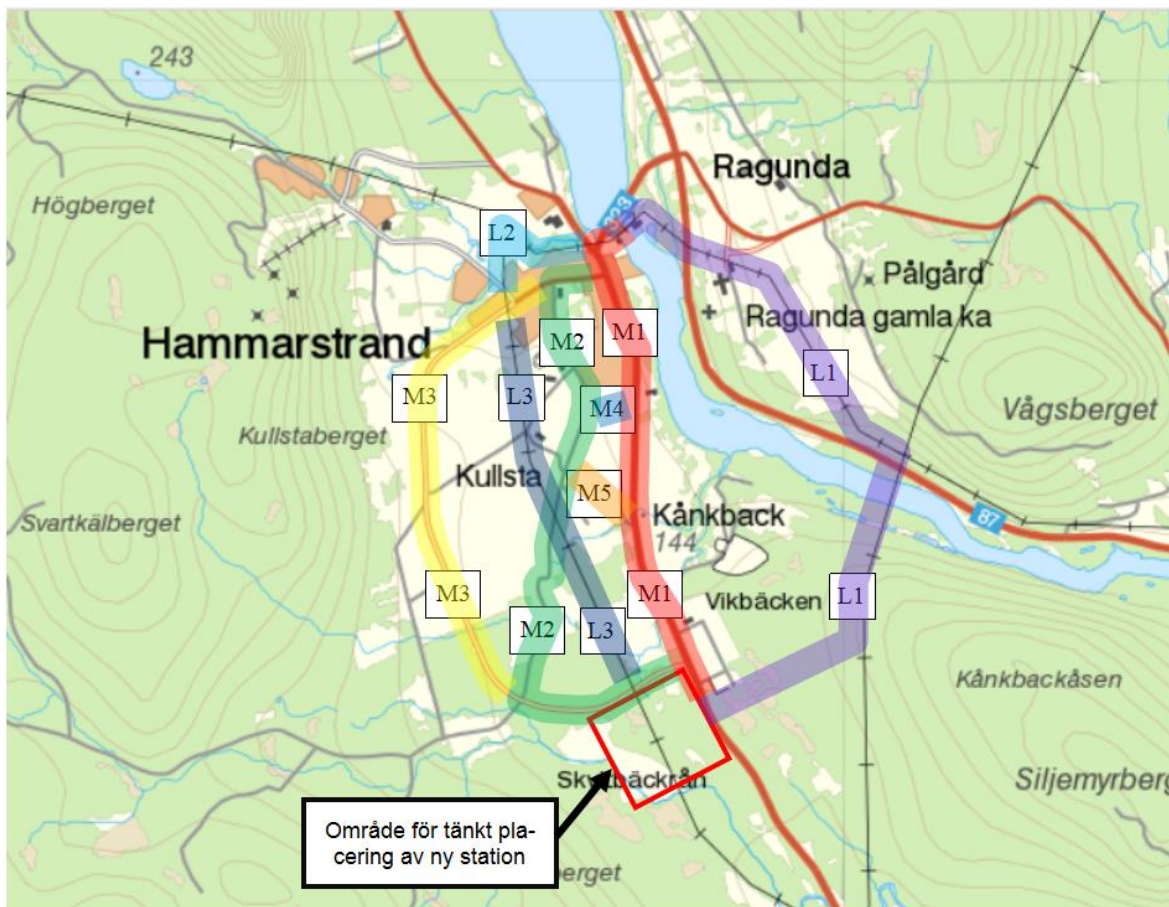 243
Ragunda
Högberget
323
L2
Pålgård
Ragunda gamla ka
Hammarstrand
M1
M2
L1
M3
L3
M4
Vågsberget
Kullstaberget
Kullsta
M5
Kånkback
Svartkälberget
87
144
M3
M1
L1
Vikbäcken
M2
L3
Kånkbackåsen
Skvitbäckrån
Siljemyrberg
Område för tänkt pla-
cering av ny station
berget